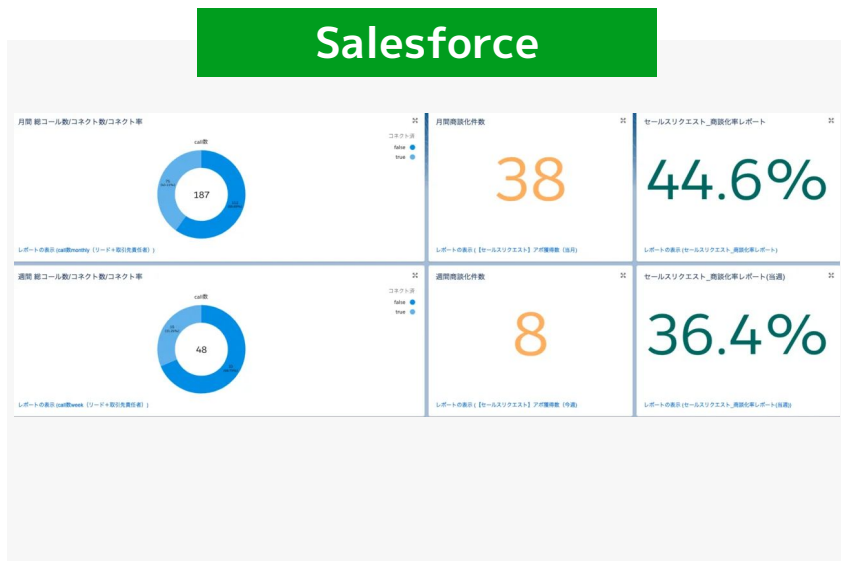 Salesforce
月間 総コール数/コネクト数/コネクト率
コネクト済
false
true
call数
187
レポートの表示 (call数monthly（リード＋取引先責任者）)
月間商談化件数
38
レポートの表示 (【セールスリクエスト】アポ獲得数（当月)
セールスリクエスト_商談化率レポート
44.6%
レポートの表示 (セールスリクエスト_商談化率レポート)
週間 総コール数/コネクト数/コネクト率
コネクト済
false
true
call数
48
レポートの表示 (call数week（リード＋取引先責任者）)
週間商談化件数
8
レポートの表示 (【セールスリクエスト】アポ獲得数（今週)
セールスリクエスト_商談化率レポート(当週)
36.4%
レポートの表示 (セールスリクエスト_商談化率レポート(当週))